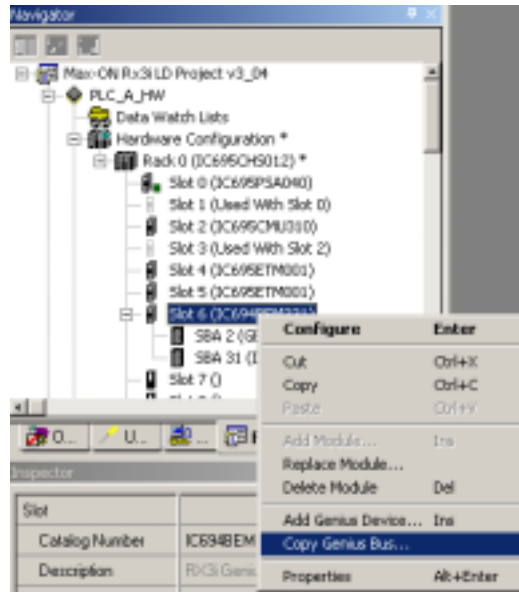 Navigator
Max-ON Rx3i LD Project v3_04
PLC_A_HW
Data Watch Lists
Hardware Configuration *
Rack 0 (IC695CHS012) *
Slot 0 (IC695PSA040)
Slot 1 (Used With Slot 0)
Slot 2 (IC695CMU310)
Slot 3 (Used With Slot 2)
Slot 4 (IC695ETM001)
Slot 5 (IC695ETM001)
Slot 6 (IC694BEM331)
SBA 2 (GE
SBA 31 (I
Slot 7 ()
Configure Enter
Cut Ctrl+X
Copy Ctrl+C
Paste Ctrl+V
Add Module... Ins
Replace Module...
Delete Module Del
Add Genius Device... Ins
Copy Genius Bus...
Properties Alt+Enter
O...
U...
Inspector
Slot
Catalog Number IC694BEM
Description RX3i Geni